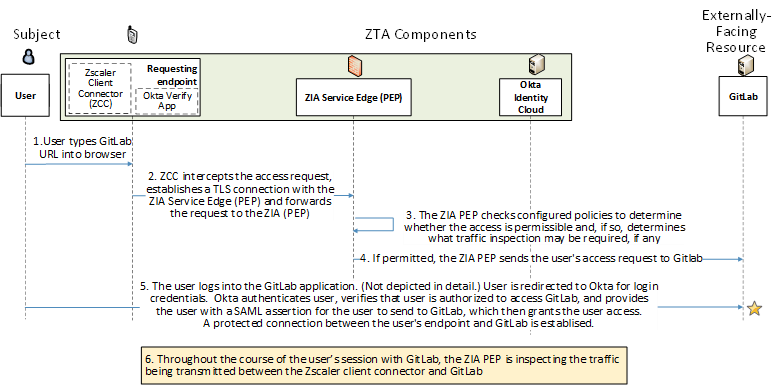 Subject
ZTA Components
Externally-
Facing
Resource
User
Zscaler
Client
Connector
(ZCC)
Requesting
endpoint
Okta Verify
App
ZIA Service Edge (PEP)
Okta
Identity
Cloud
GitLab
1.User types GitLab
URL into browser
2. ZCC intercepts the access request,
establishes a TLS connection with the
ZIA Service Edge (PEP) and forwards
the request to the ZIA (PEP)
3. The ZIA PEP checks configured policies to determine
whether the access is permissible and, if so, determines
what traffic inspection may be required, if any
4. If permitted, the ZIA PEP sends the user's access request to Gitlab
5. The user logs into the GitLab application. (Not depicted in detail.) User is redirected to Okta for login
credentials. Okta authenticates user, verifies that user is authorized to access GitLab, and provides
the user with a SAML assertion for the user to send to GitLab, which then grants the user access.
A protected connection between the user's endpoint and GitLab is establised.
6. Throughout the course of the user's session with GitLab, the ZIA PEP is inspecting the traffic
being transmitted between the Zscaler client connector and GitLab